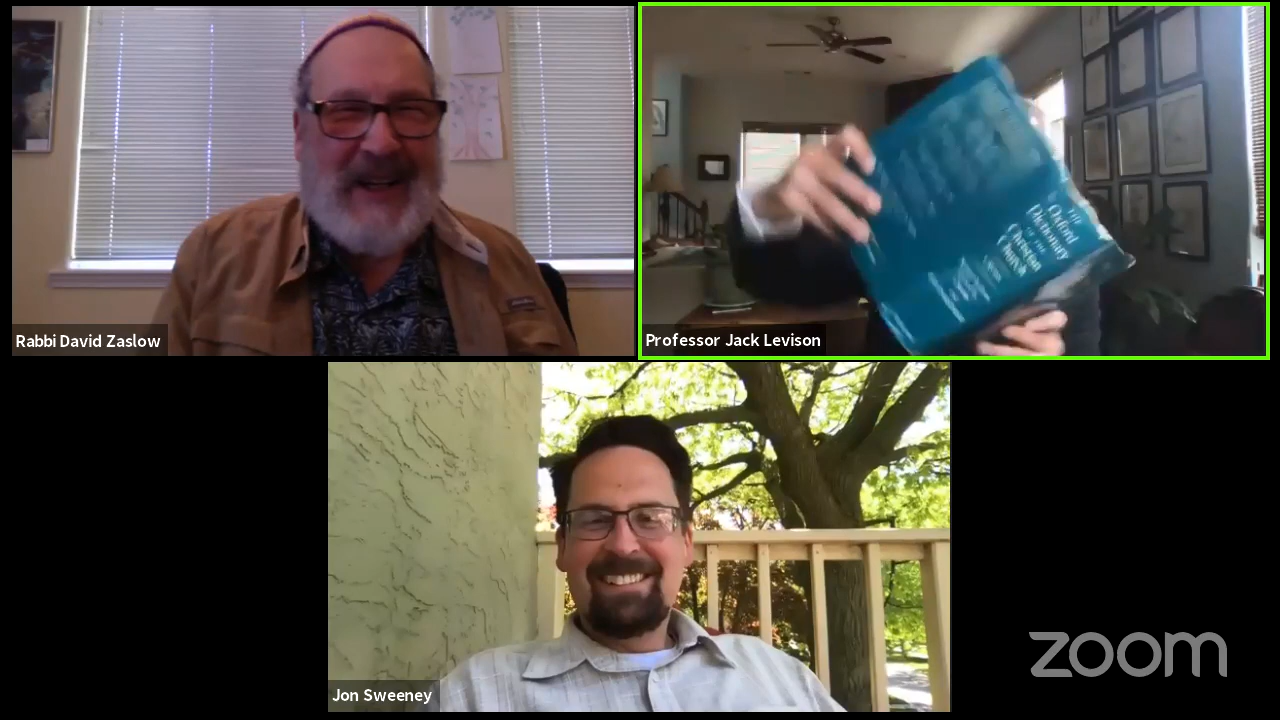 THE
Oxford
Dictionary
OF THE
Christian
Church
Rabbi David Zaslow
Professor Jack Levison
Jon Sweeney
zoom